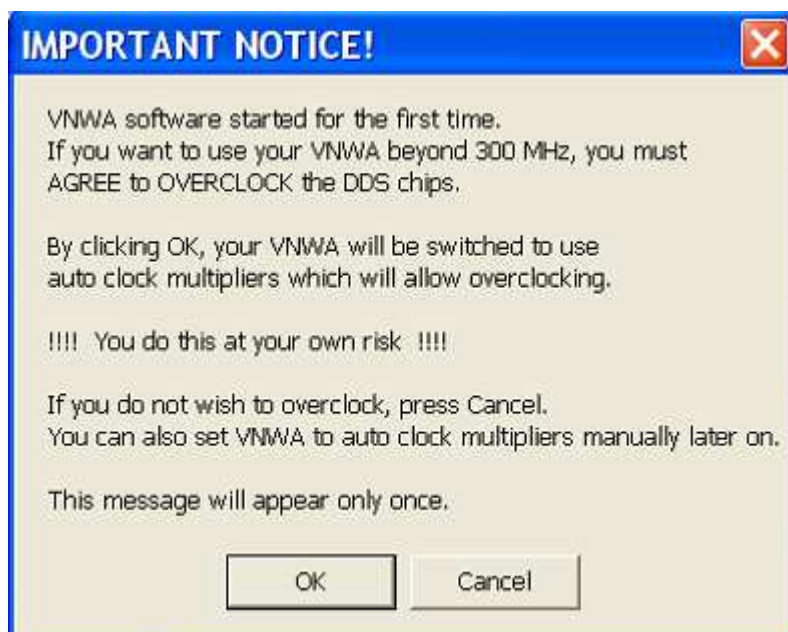 IMPORTANT NOTICE!
VNWA software started for the first time.
If you want to use your VNWA beyond 300 MHz, you must
AGREE to OVERCLOCK the DDS chips.
By clicking OK, your VNWA will be switched to use
auto clock multipliers which will allow overclocking.
!!!! You do this at your own risk !!!!
If you do not wish to overclock, press Cancel.
You can also set VNWA to auto clock multipliers manually later on.
This message will appear only once.
OK Cancel